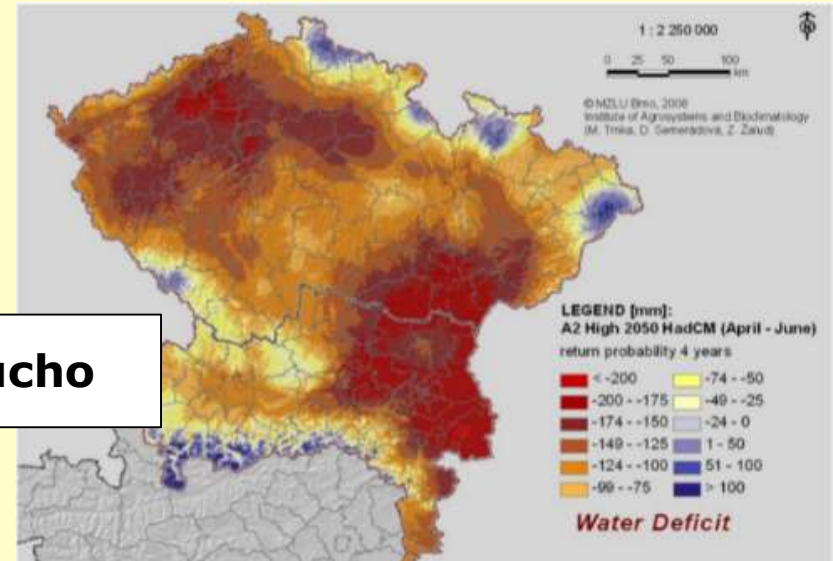 1 : 2 250 000
0 25 50 100
km
© MZLU Brno, 2008
Institute of Agrosystems and Bioclimatology
(M. Trnka, D. Semerádová, Z. Žalud)
ucho
LEGEND [mm]:
A2 High 2050 HadCM (April - June)
return probability 4 years
< -200
-200 - -175
-174 - -150
-149 - -125
-124 - -100
-99 - -75
-74 - -50
-49 - -25
-24 - 0
1 - 50
51 - 100
> 100
Water Deficit